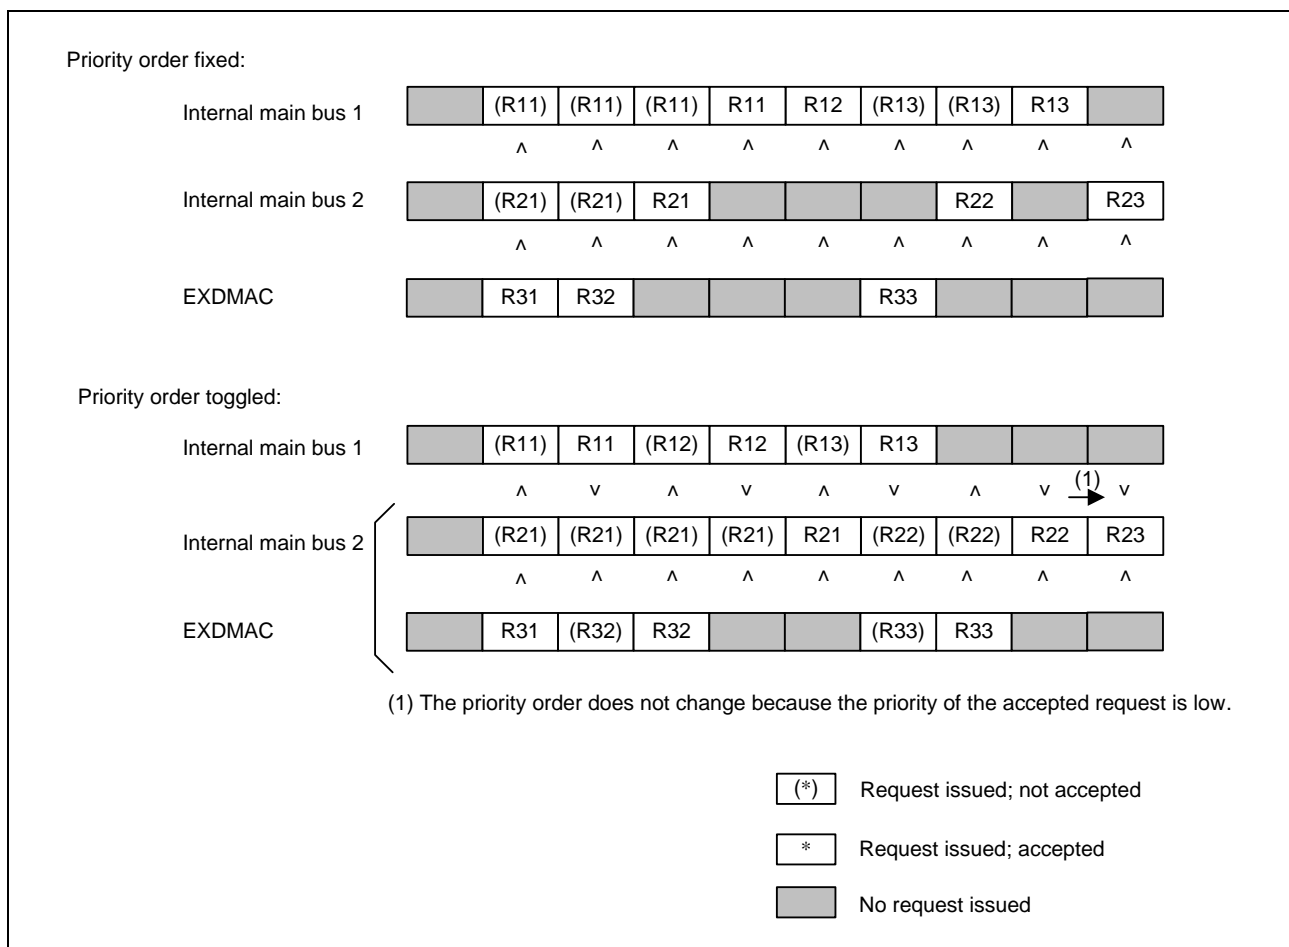 Priority order fixed:
Internal main bus 1 (R11) (R11) (R11) R11 R12 (R13) (R13) R13
^ ^ ^ ^ ^ ^ ^ ^ ^
Internal main bus 2 (R21) (R21) R21 R22 R23
^ ^ ^ ^ ^ ^ ^ ^ ^
EXDMAC R31 R32 R33
Priority order toggled:
Internal main bus 1 (R11) R11 (R12) R12 (R13) R13
^ v ^ v ^ v ^ v (1) v
Internal main bus 2 (R21) (R21) (R21) (R21) R21 (R22) (R22) R22 R23
^ ^ ^ ^ ^ ^ ^ ^ ^
EXDMAC R31 (R32) R32 (R33) R33
(1) The priority order does not change because the priority of the accepted request is low.
(*) Request issued; not accepted
* Request issued; accepted
No request issued